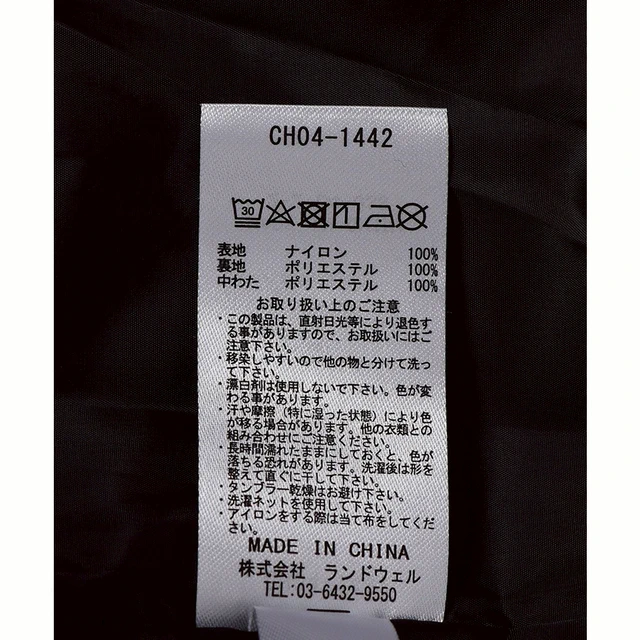 CH04-1442
30
表地 ナイロン 100%
裏地 ポリエステル 100%
中わた ポリエステル 100%
お取り扱い上のご注意
・この製品は、直射日光等により退色す
る事がありますので、お取扱いにはご
注意下さい。
・移染しやすいので他の物と分けて洗っ
て下さい。
・漂白剤は使用しないで下さい。色が変
わる事があります。
・汗や摩擦（特に湿った状態）により色
が移る場合があります。他の衣類との
組み合わせにご注意ください。
・長時間濡れたままにしておくと、色が
落ちる恐れがあります。洗濯後は形を
整えて直ぐに干して下さい。
・タンブラー乾燥はお避け下さい。
・洗濯ネットを使用して下さい。
・アイロンをする際は当て布をしてくだ
さい。
MADE IN CHINA
株式会社 ランドウェル
TEL:03-6432-9550